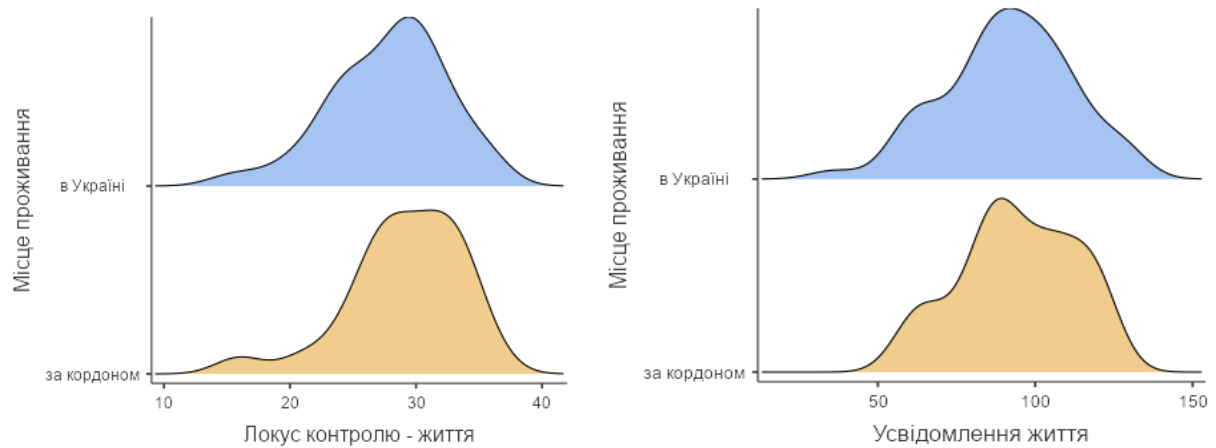 Місце проживання
в Україні
за кордоном
10 20 30 40
Локус контролю - життя
Місце проживання
в Україні
за кордоном
50 100 150
Усвідомлення життя